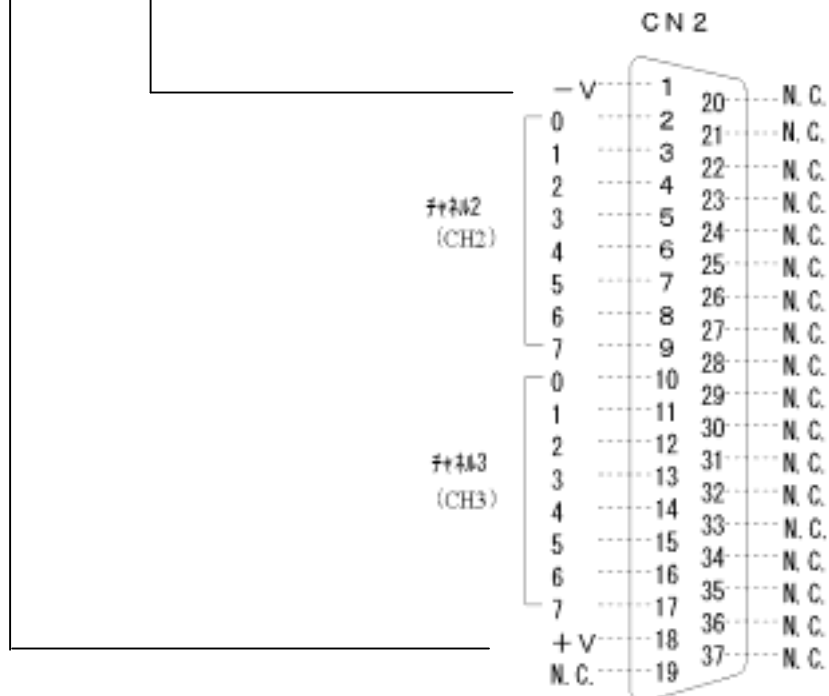 CN2
－V 1 20 N.C.
0 2 21 N.C.
1 3 22 N.C.
2 4 23 N.C.
チャネル2
3 5 24 N.C.
(CH2)
4 6 25 N.C.
5 7 26 N.C.
6 8 27 N.C.
7 9 28 N.C.
0 10 29 N.C.
1 11 30 N.C.
2 12 31 N.C.
チャネル3
3 13 32 N.C.
(CH3)
4 14 33 N.C.
5 15 34 N.C.
6 16 35 N.C.
7 17 36 N.C.
＋V 18 37 N.C.
N.C. 19